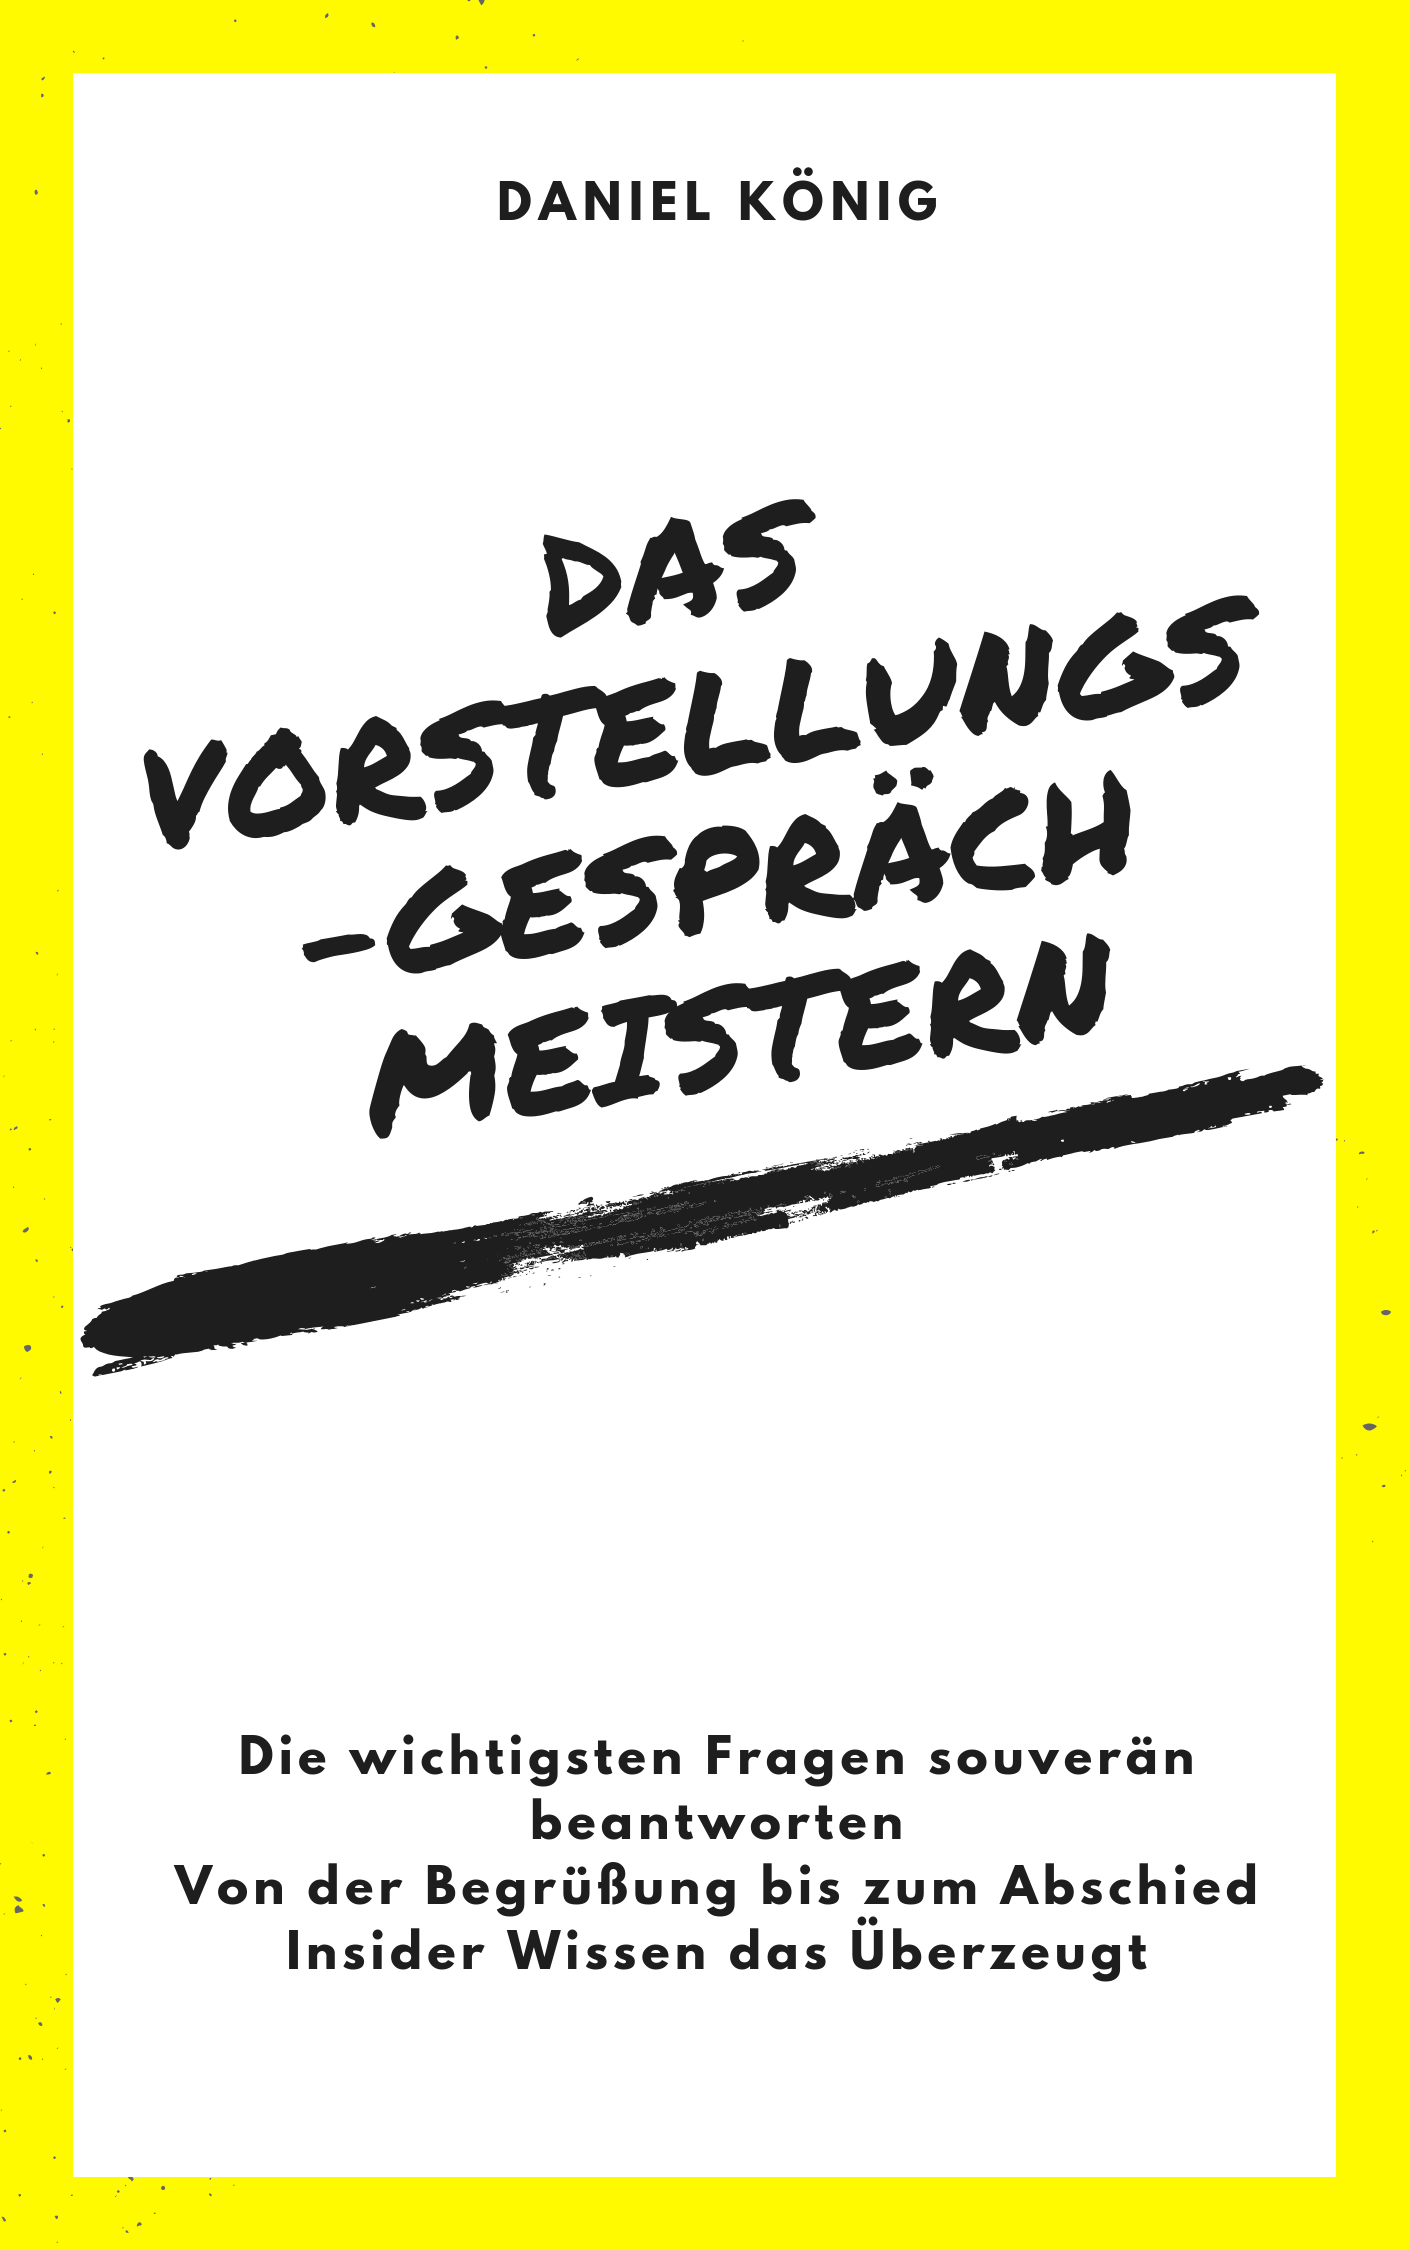 DANIEL KÖNIG
DAS
VORSTELLUNGS
-GESPRÄCH
MEISTERN
Die wichtigsten Fragen souverän
beantworten
Von der Begrüßung bis zum Abschied
Insider Wissen das Überzeugt